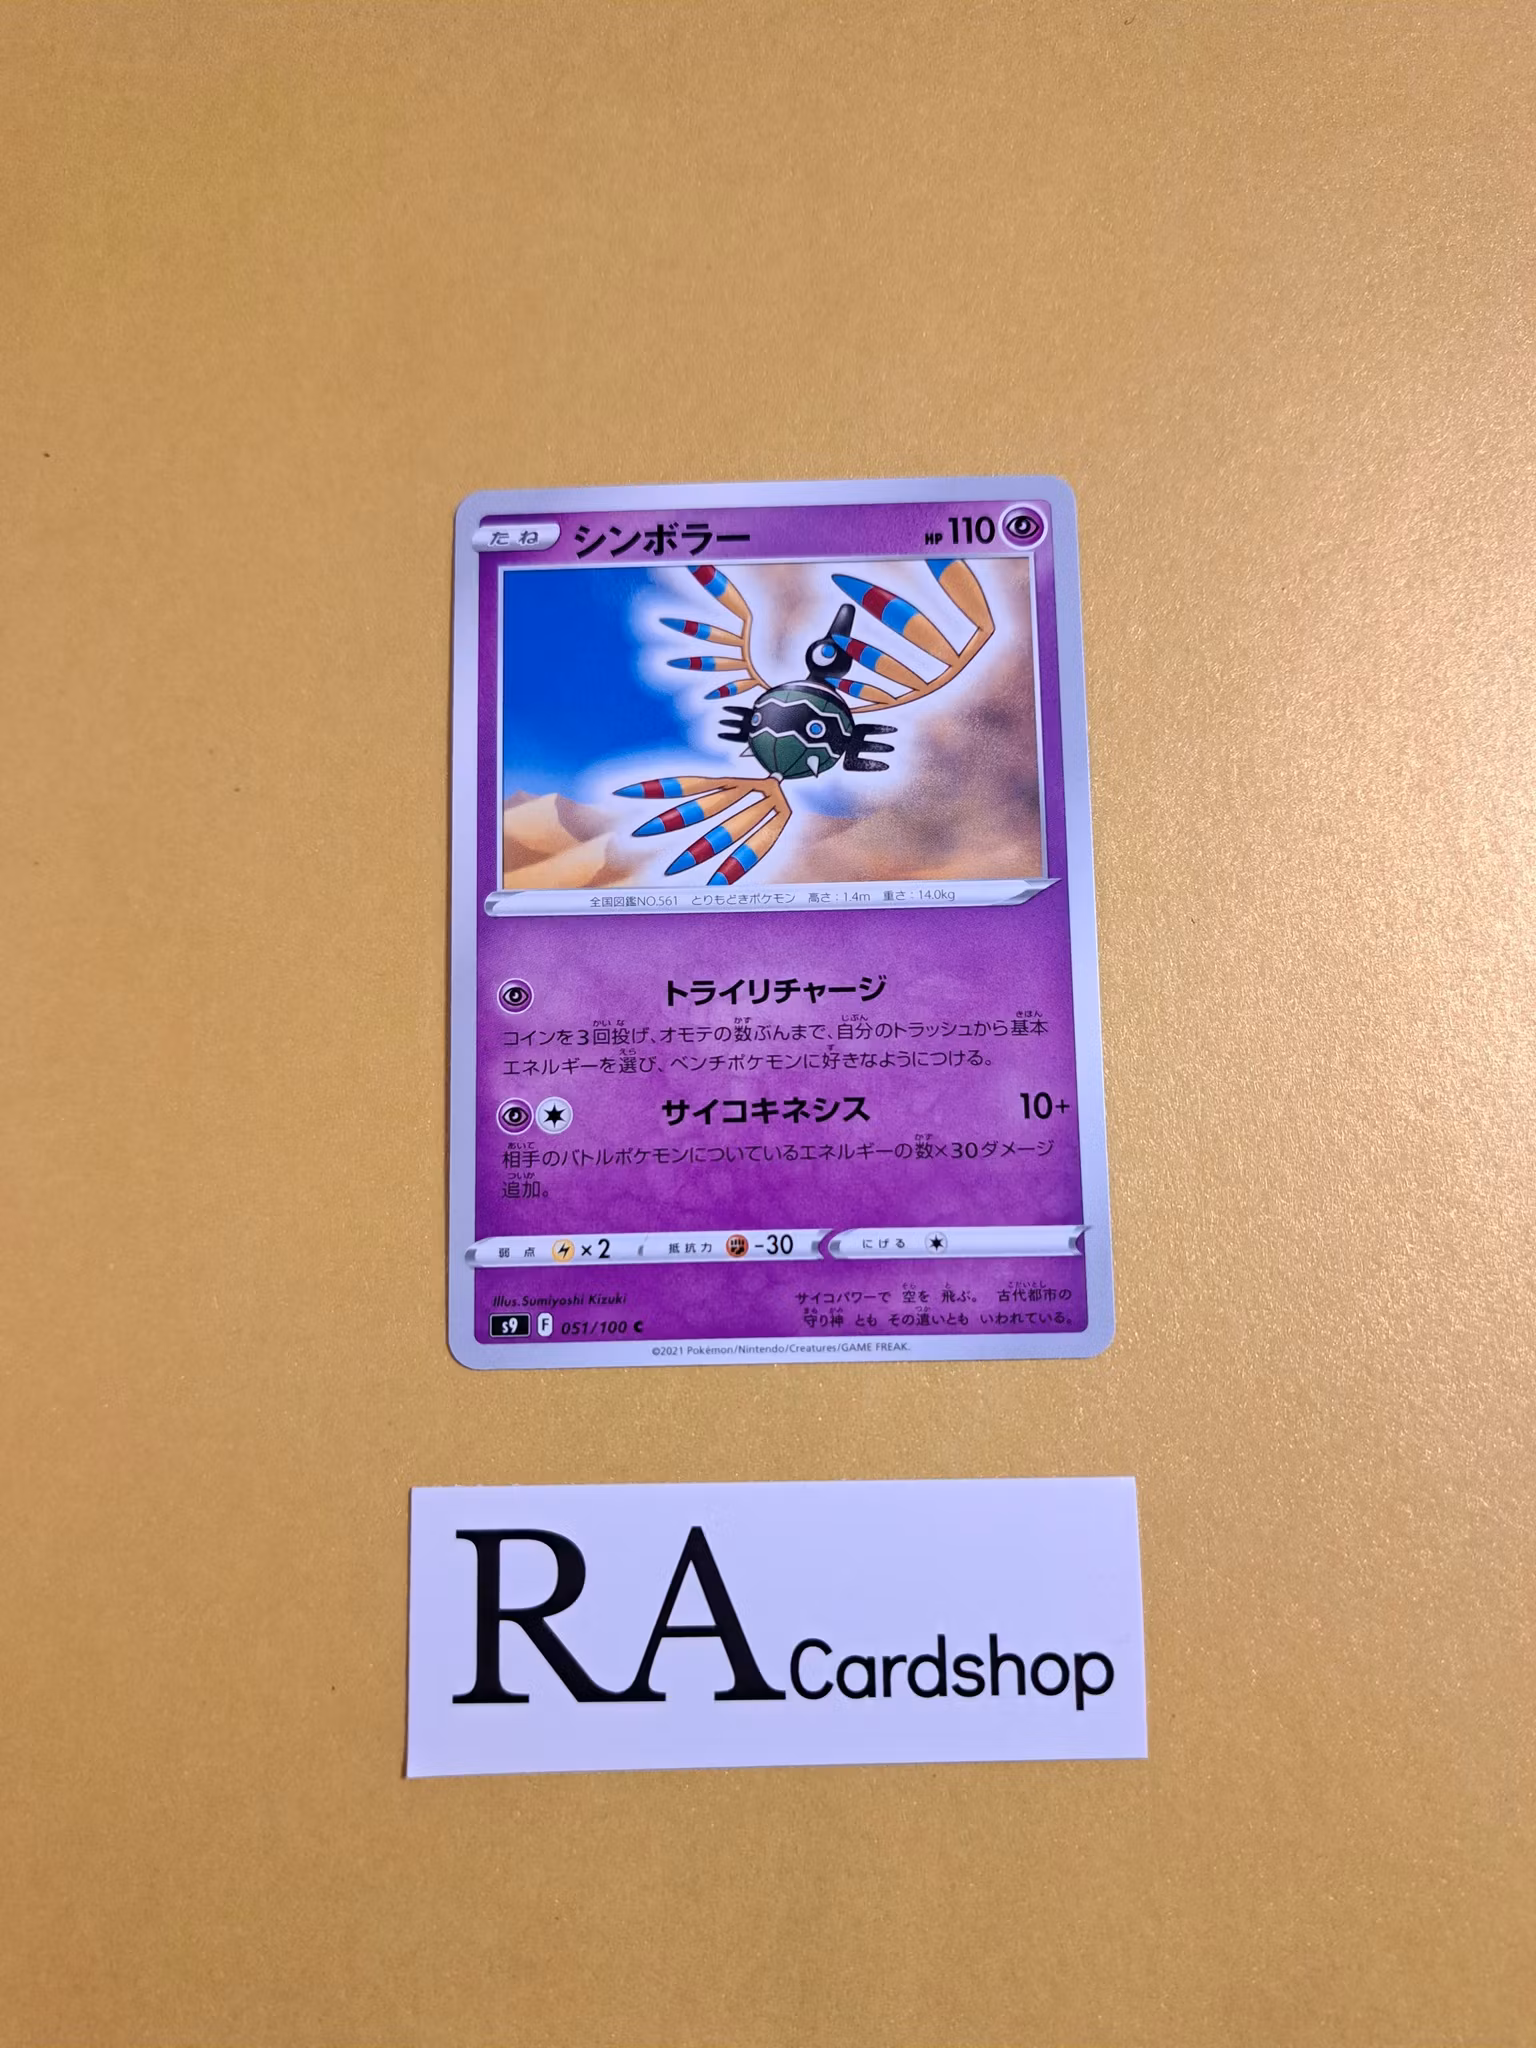 たね シンボラー HP110
全国図鑑NO.561 とりもどきポケモン 高さ：1.4m 重さ：14.0kg
トライリチャージ
コインを3回投げ、オモテの数ぶんまで、自分のトラッシュから基本
エネルギーを選び、ベンチポケモンに好きなようにつける。
サイコキネシス 10+
相手のバトルポケモンについているエネルギーの数×30ダメージ
追加。
弱点 ×2 抵抗力 -30 にげる
Illus.Sumiyoshi Kizuki
s9 F 051/100 C
サイコパワーで 空を 飛ぶ。 古代都市の
守り神 とも その遣いとも いわれている。
©2021 Pokémon/Nintendo/Creatures/GAME FREAK.
RA Cardshop